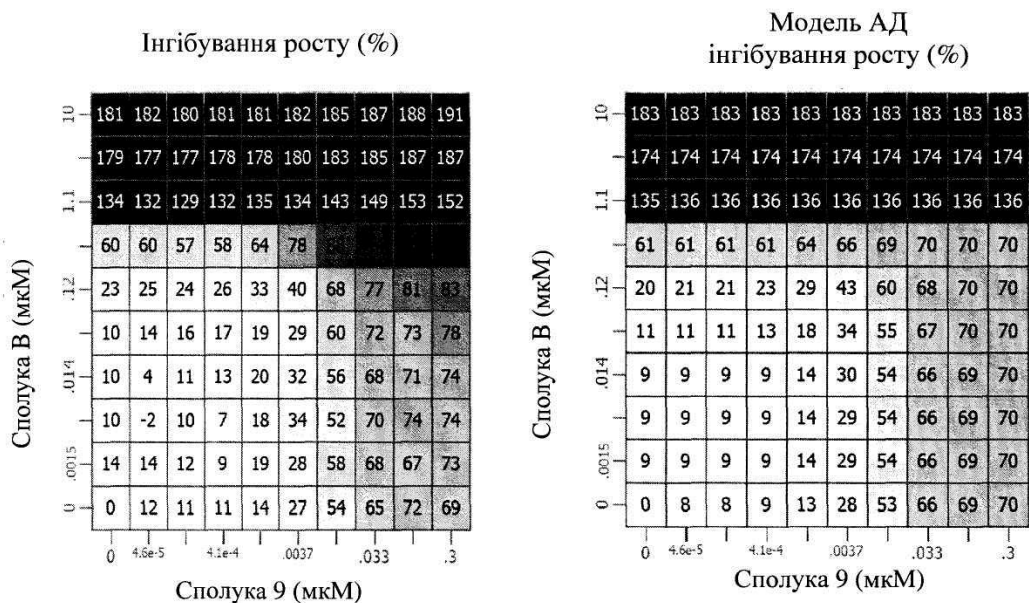 Інгібування росту (%)
181 182 180 181 181 182 185 187 188 191
179 177 177 178 178 180 183 185 187 187
134 132 129 132 135 134 143 149 153 152
60 60 57 58 64 78
23 25 24 26 33 40 68 77 81 83
10 14 16 17 19 29 60 72 73 78
10 4 11 13 20 32 56 68 71 74
10 -2 10 7 18 34 52 70 74 74
14 14 12 9 19 28 58 68 67 73
0 12 11 11 14 27 54 65 72 69
10
1.1
.12
.014
.0015
0
Сполука B (мкМ)
0 4.6e-5 4.1e-4 .0037 .033 .3
Сполука 9 (мкМ)
Модель АД
інгібування росту (%)
183 183 183 183 183 183 183 183 183 183
174 174 174 174 174 174 174 174 174 174
135 136 136 136 136 136 136 136 136 136
61 61 61 61 64 66 69 70 70 70
20 21 21 23 29 43 60 68 70 70
11 11 11 13 18 34 55 67 70 70
9 9 9 9 14 30 54 66 69 70
9 9 9 9 14 29 54 66 69 70
9 9 9 9 14 29 54 66 69 70
0 8 8 9 13 28 53 66 69 70
10
1.1
.12
.014
.0015
0
Сполука B (мкМ)
0 4.6e-5 4.1e-4 .0037 .033 .3
Сполука 9 (мкМ)